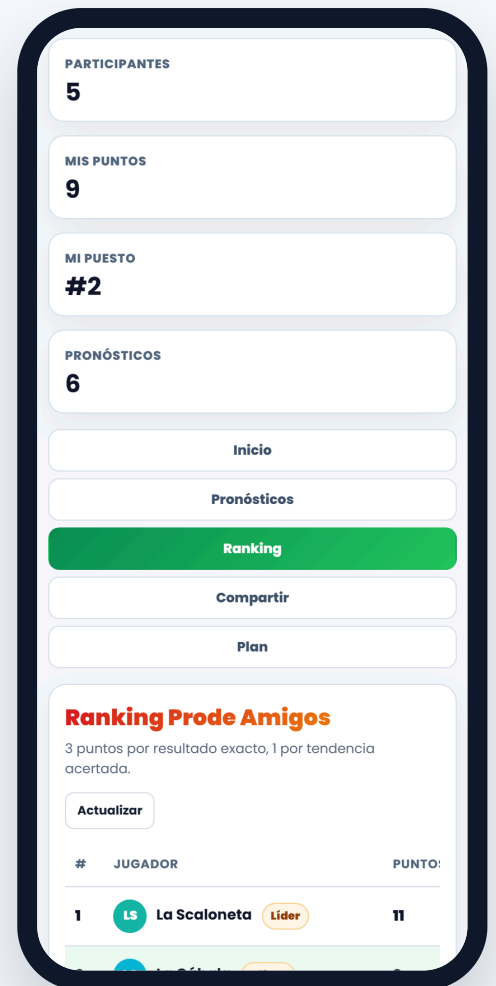 PARTICIPANTES
5
MIS PUNTOS
9
MI PUESTO
#2
PRONÓSTICOS
6
Inicio
Pronósticos
Ranking
Compartir
Plan
Ranking Prode Amigos
3 puntos por resultado exacto, 1 por tendencia
acertada.
Actualizar
# JUGADOR PUNTOS
1 LS La Scaloneta Líder 11